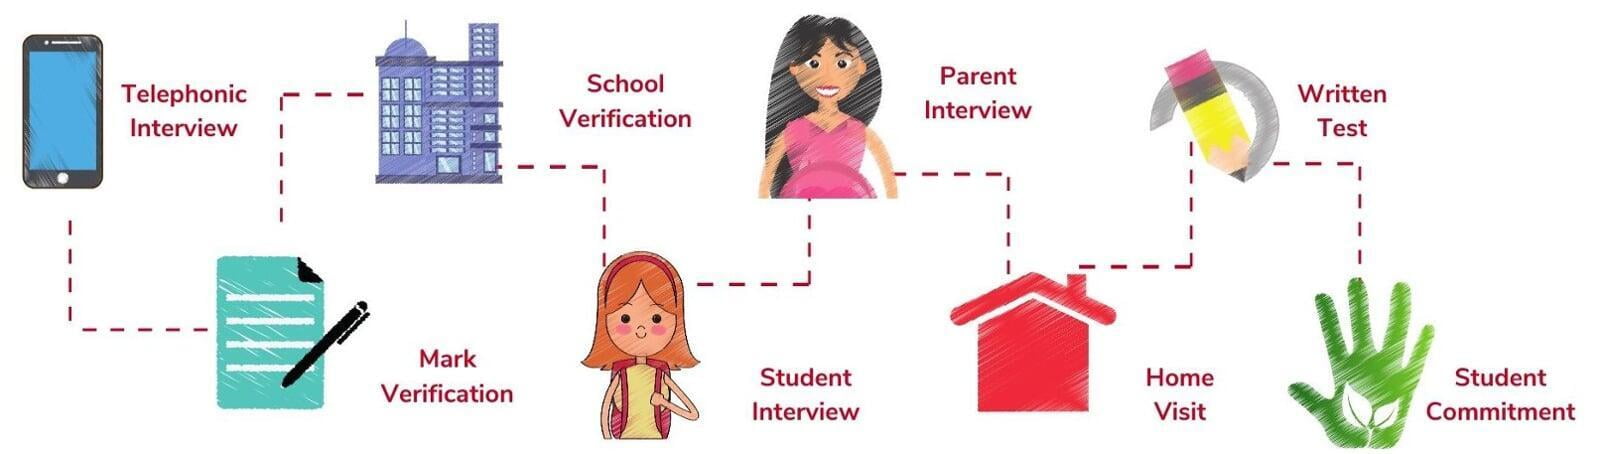 Telephonic
Interview
Mark
Verification
School
Verification
Student
Interview
Parent
Interview
Home
Visit
Written
Test
Student
Commitment